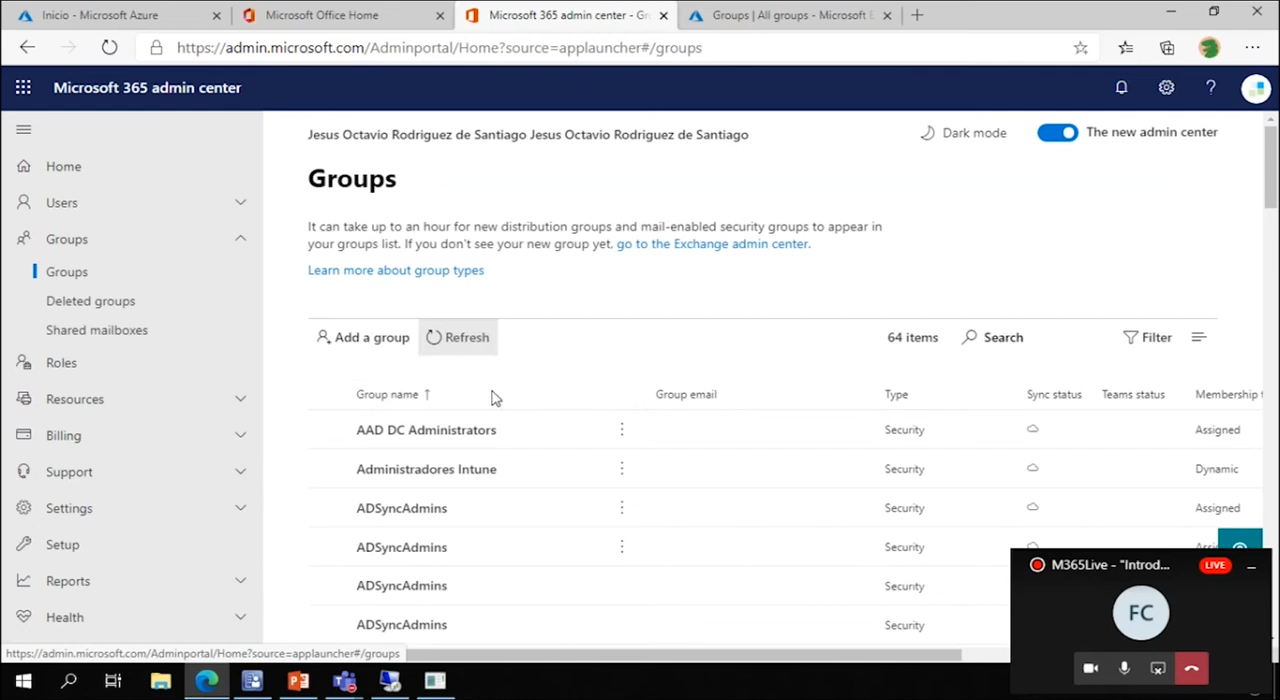 Inicio - Microsoft Azure
Microsoft Office Home
Microsoft 365 admin center - Gr
Groups | All groups - Microsoft E
https://admin.microsoft.com/Adminportal/Home?source=applauncher#/groups
Microsoft 365 admin center
Jesus Octavio Rodriguez de Santiago Jesus Octavio Rodriguez de Santiago
Dark mode
The new admin center
Home
Users
Groups
Groups
Deleted groups
Shared mailboxes
Roles
Resources
Billing
Support
Settings
Setup
Reports
Health
Groups
It can take up to an hour for new distribution groups and mail-enabled security groups to appear in
your groups list. If you don't see your new group yet, go to the Exchange admin center.
Learn more about group types
Add a group Refresh 64 items Search Filter
Group name ↑ Group email Type Sync status Teams status Membership
AAD DC Administrators Security Assigned
Administradores Intune Security Dynamic
ADSyncAdmins Security Assigned
ADSyncAdmins Security
ADSyncAdmins Security
ADSyncAdmins Security
M365Live - "Introd... LIVE
FC
https://admin.microsoft.com/Adminportal/Home?source=applauncher#/groups